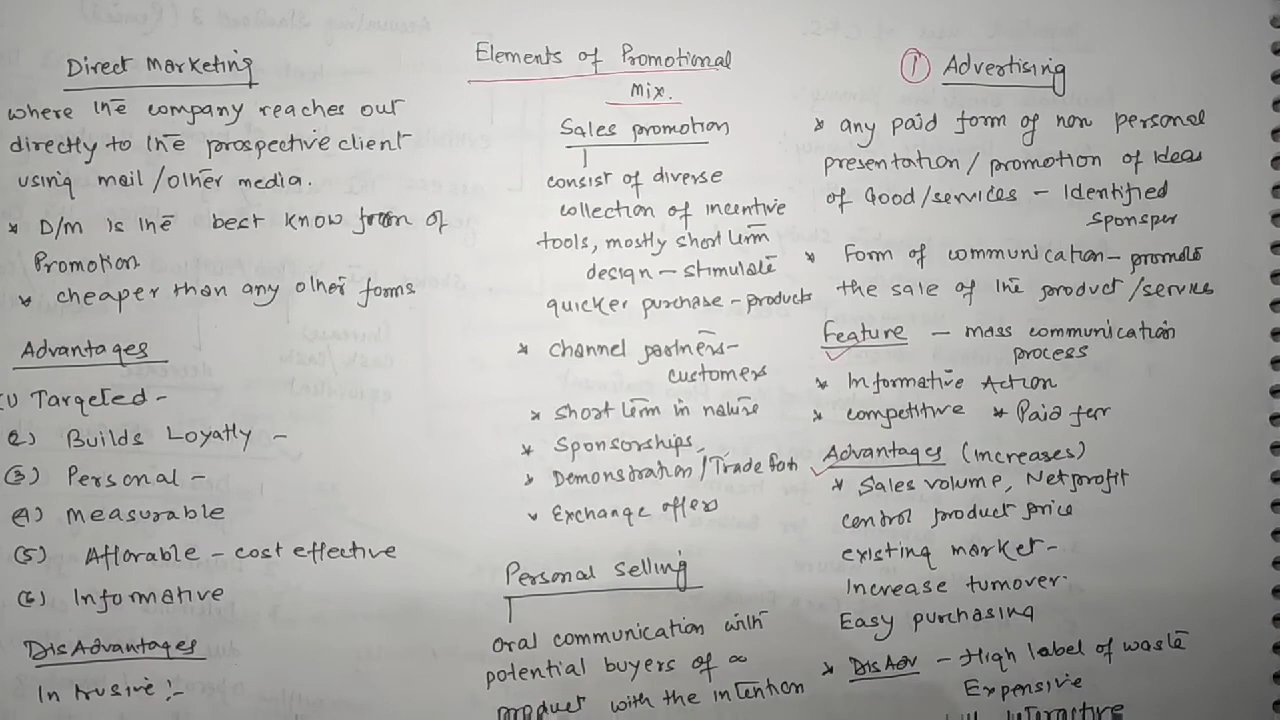 Elements of Promotional
Mix.
Direct Marketing
where the company reaches out
directly to the prospective client
using mail / other media.
* D/m is the best know from of
Promotion
* cheaper than any other forms
Advantages
(1) Targeted -
2) Builds Loyatly -
(3) Personal -
4) measurable
(5) Afforable - cost effective
(6) Informative
DisAdvantages
Intrusive :-
Sales promotion
consist of diverse
collection of incentive
tools, mostly short term
design - stimulate
quicker purchase - products
* channel partners -
customers
* short term in nature
* Sponsorships,
* Demonstration / Trade fair
* Exchange offers
Personal Selling
oral communication with
potential buyers of
product with the intention
① Advertising
* any paid form of non personal
presentation / promotion of Ideas
of Good / services - Identified
Sponsper
* Form of communication - promote
the sale of the product / services
Feature - mass communication
process
* Informative Action
* competitive * Paid for
Advantages (increases)
* Sales volume, Net profit
control product price
existing market -
Increase turnover.
Easy purchasing
* DisAdv - High label of waste
Expensive
Interactive